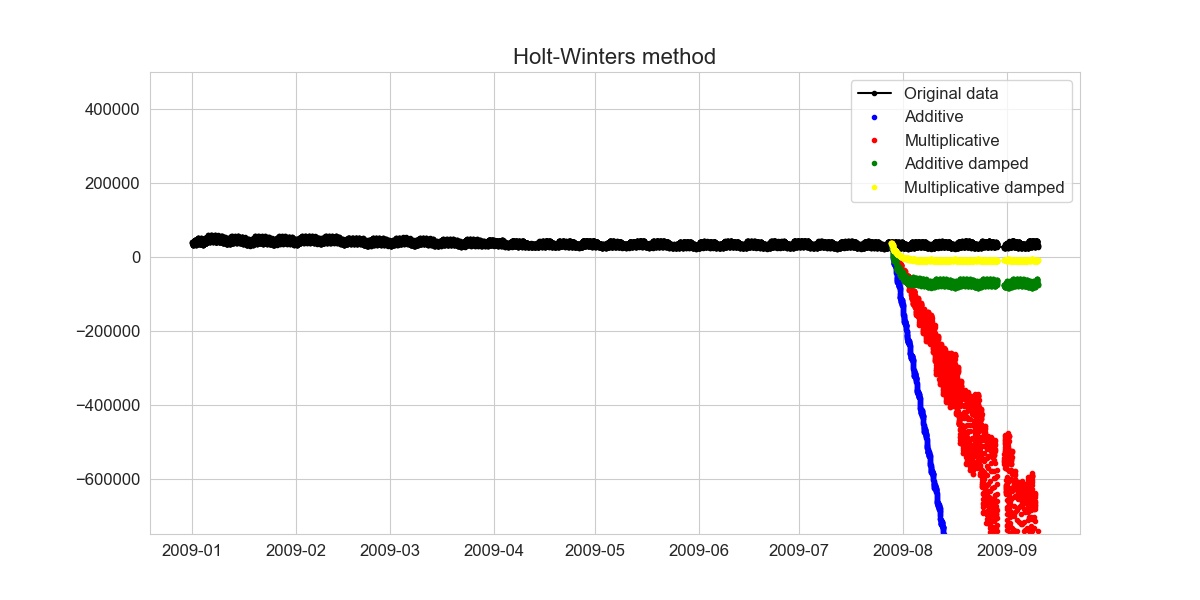 Holt-Winters method
400000
200000
0
−200000
−400000
−600000
Original data
Additive
Multiplicative
Additive damped
Multiplicative damped
2009-01 2009-02 2009-03 2009-04 2009-05 2009-06 2009-07 2009-08 2009-09